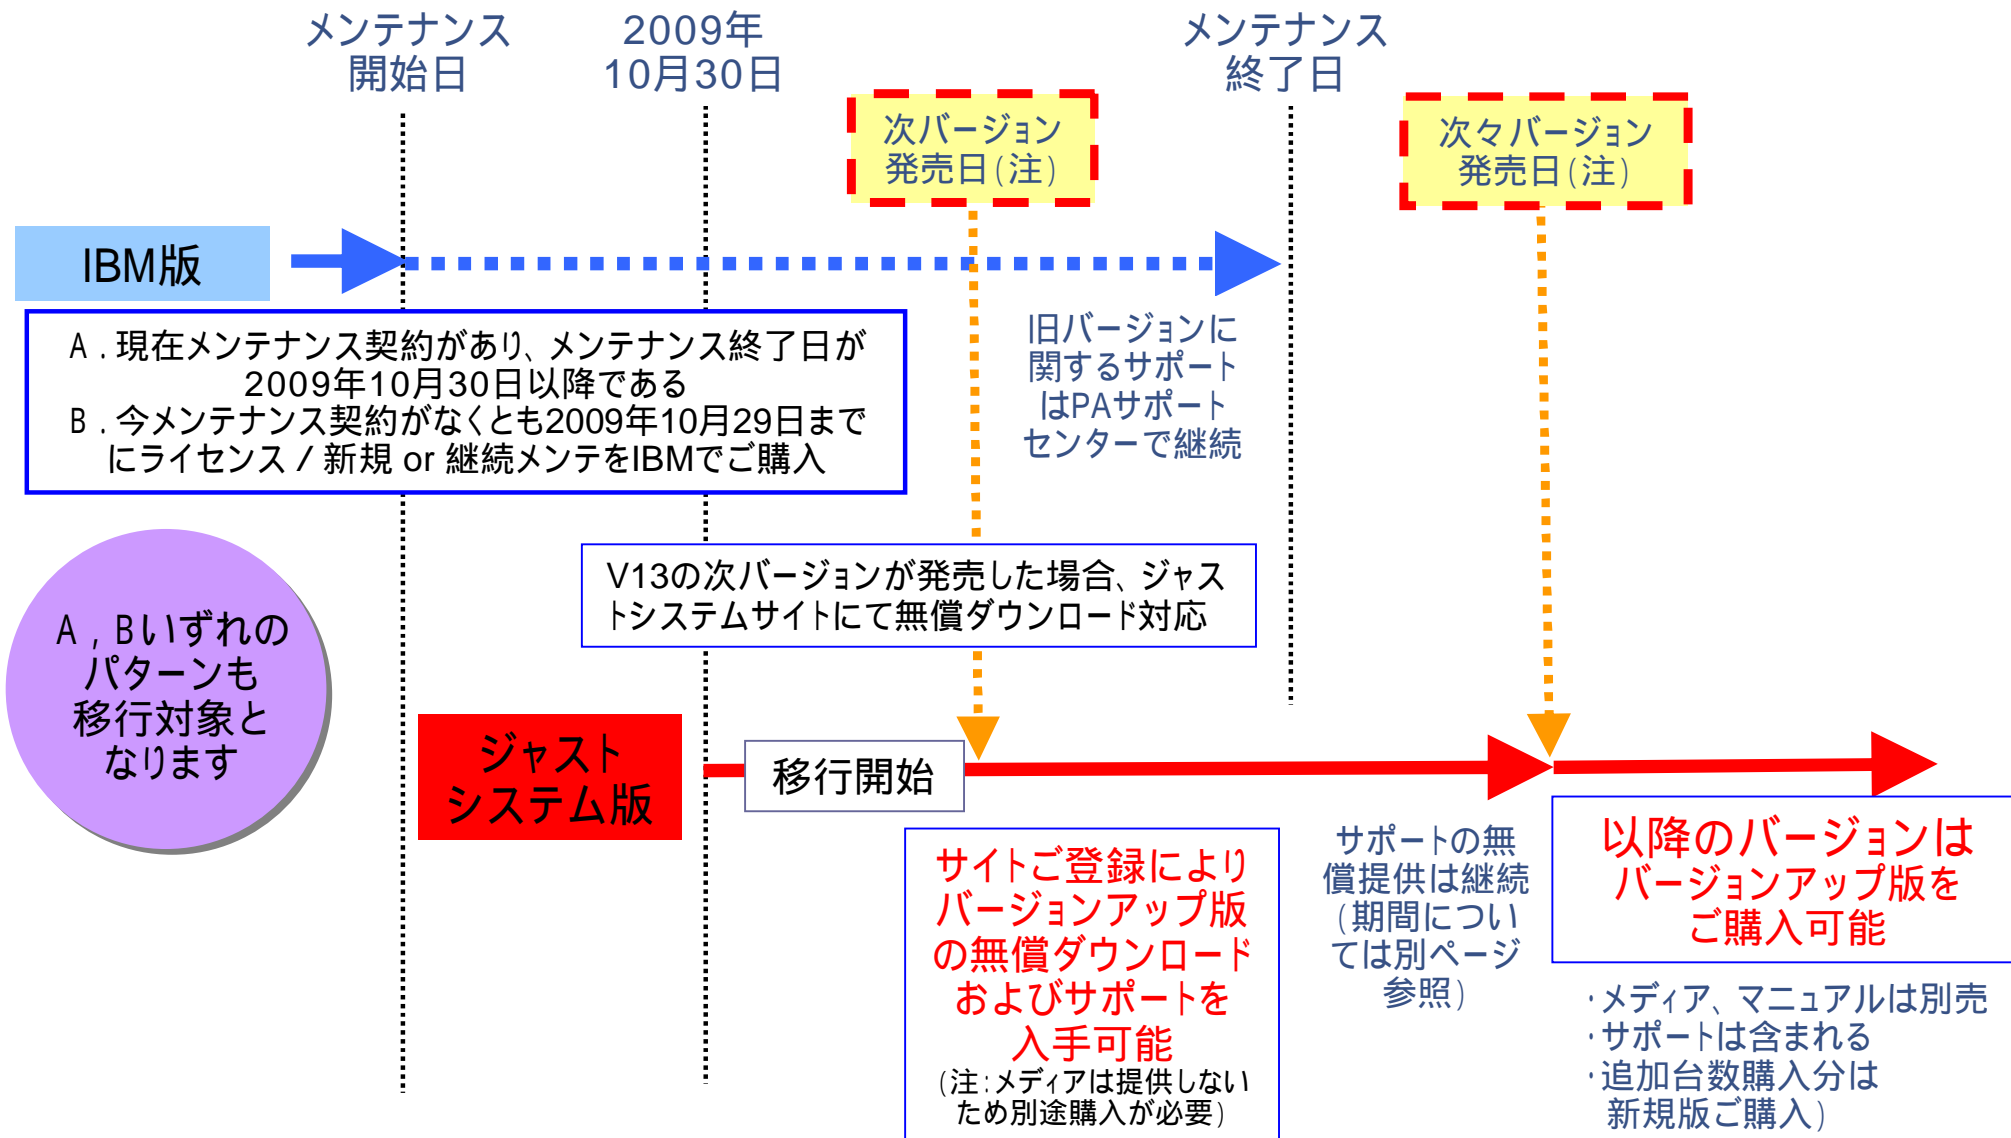 メンテナンス
開始日
2009年
10月30日
メンテナンス
終了日
次バージョン
発売日(注)
次々バージョン
発売日(注)
IBM版
A．現在メンテナンス契約があり、メンテナンス終了日が
2009年10月30日以降である
B．今メンテナンス契約がなくとも2009年10月29日まで
にライセンス / 新規 or 継続メンテをIBMでご購入
旧バージョンに
関するサポート
はPAサポート
センターで継続
V13の次バージョンが発売した場合、ジャス
トシステムサイトにて無償ダウンロード対応
A , Bいずれの
パターンも
移行対象と
なります
ジャスト
システム版
移行開始
サイトご登録により
バージョンアップ版
の無償ダウンロード
およびサポートを
入手可能
(注:メディアは提供しない
ため別途購入が必要)
サポートの無
償提供は継続
(期間につい
ては別ページ
参照)
以降のバージョンは
バージョンアップ版を
ご購入可能
・メディア、マニュアルは別売
・サポートは含まれる
・追加台数購入分は
新規版ご購入)